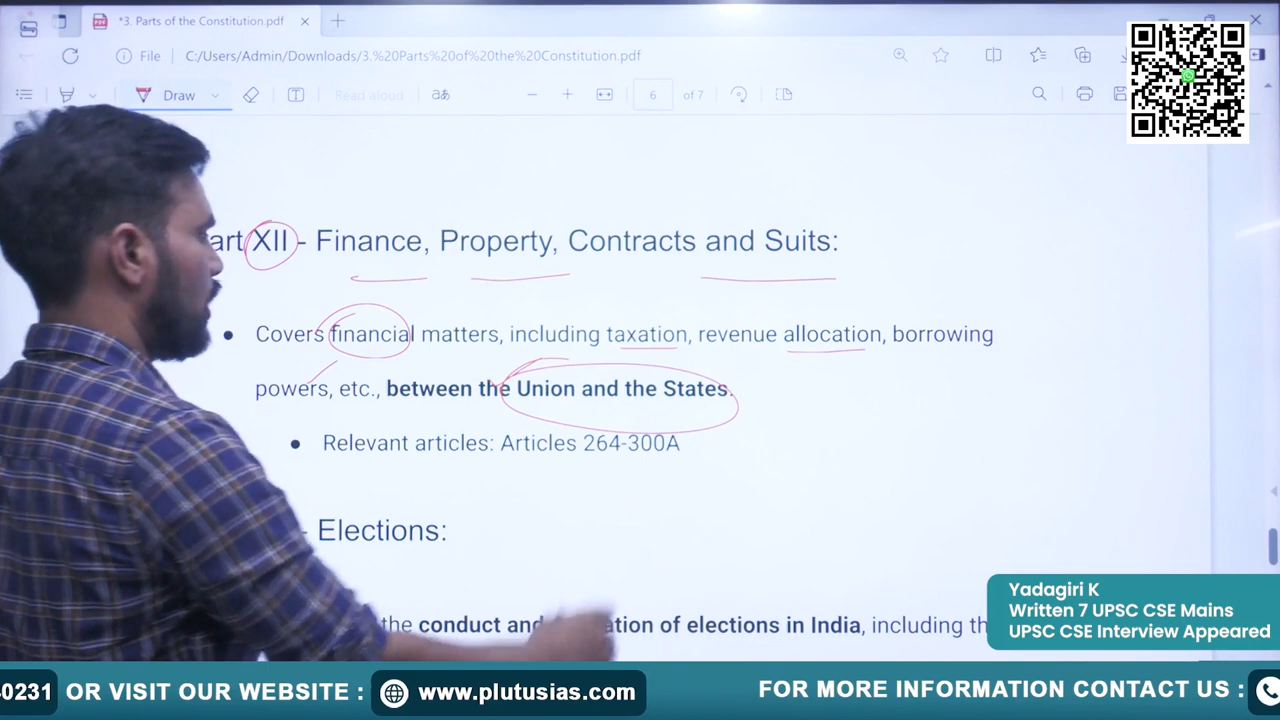 *3. Parts of the Constitution.pdf
File C:/Users/Admin/Downloads/3.%20Parts%20of%20the%20Constitution.pdf
Draw Read aloud aあ 6 of 7
art XII - Finance, Property, Contracts and Suits:
Covers financial matters, including taxation, revenue allocation, borrowing
powers, etc., between the Union and the States.
Relevant articles: Articles 264-300A
- Elections:
the conduct and ation of elections in India, including th
Yadagiri K
Written 7 UPSC CSE Mains
UPSC CSE Interview Appeared
0231 OR VISIT OUR WEBSITE : www.plutusias.com FOR MORE INFORMATION CONTACT US :